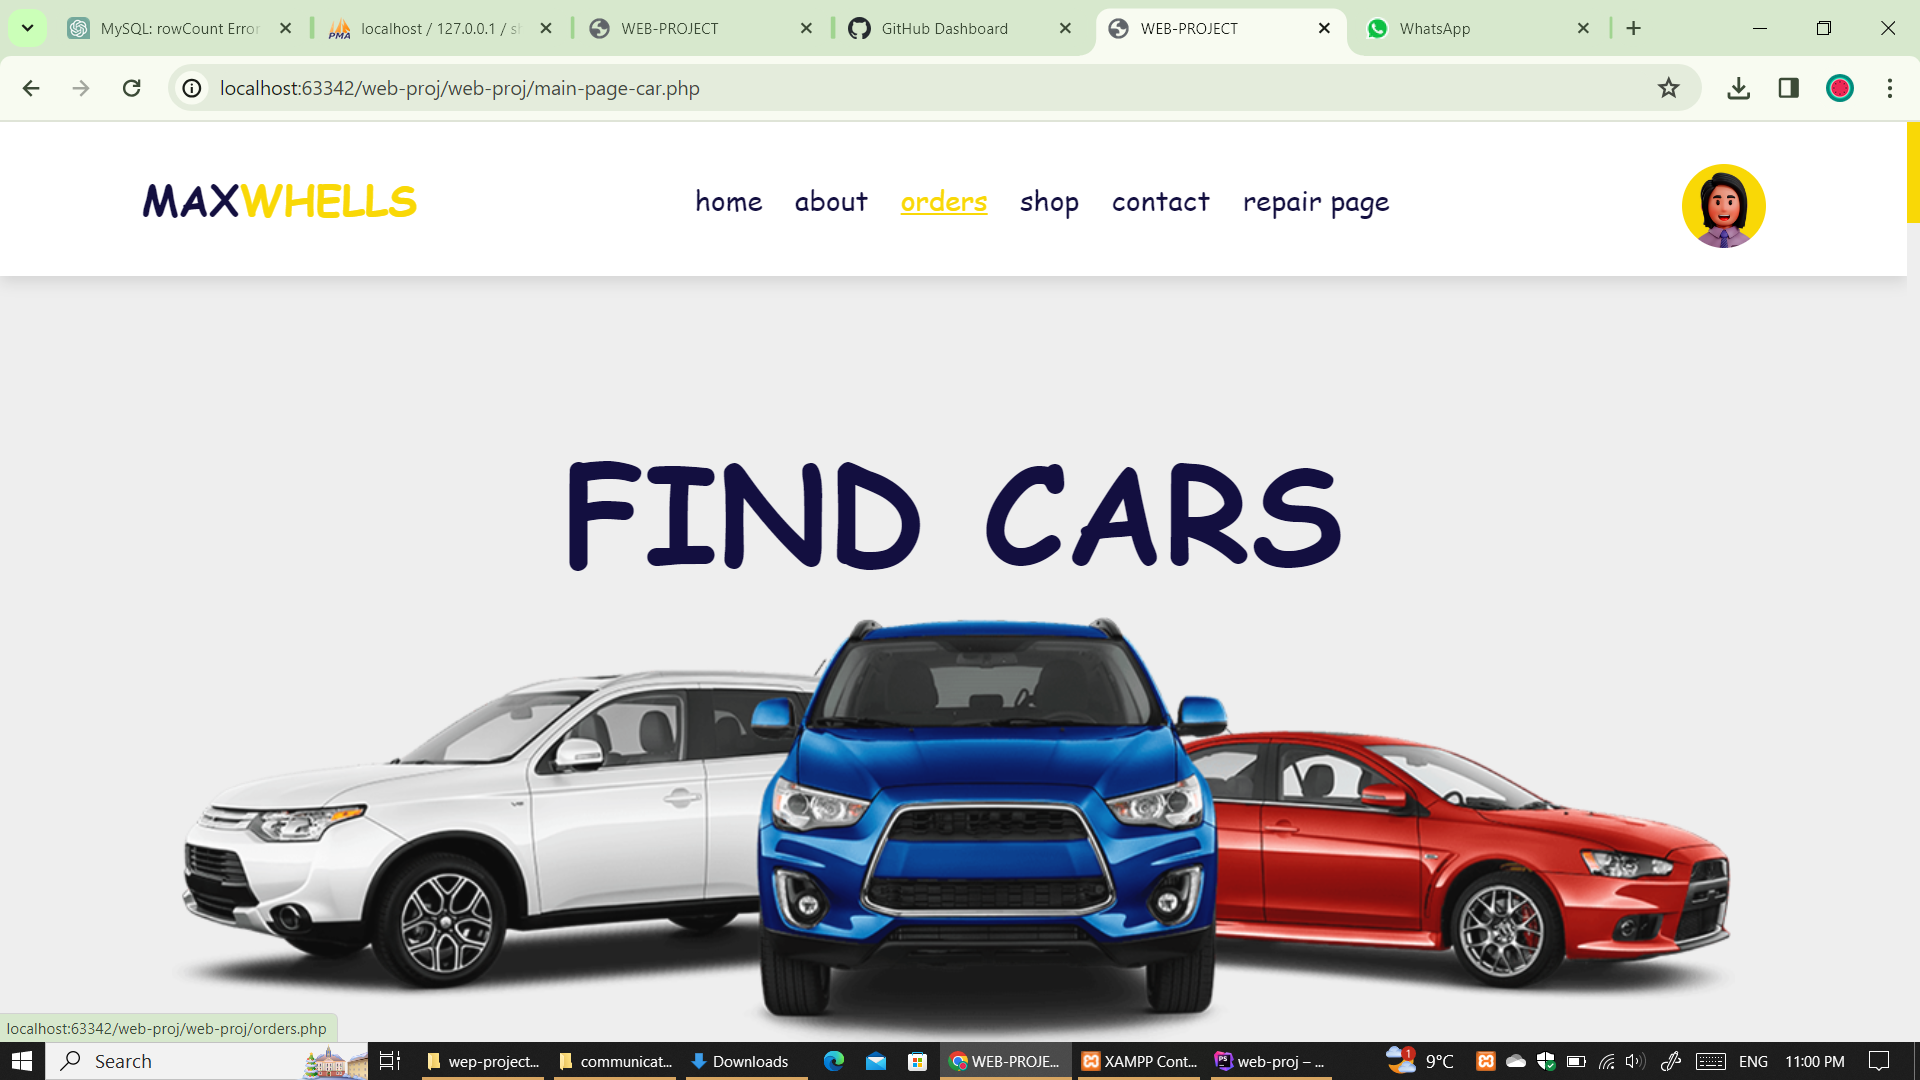 MySQL: rowCount Error
localhost / 127.0.0.1 / sh
WEB-PROJECT
GitHub Dashboard
WEB-PROJECT
WhatsApp
localhost:63342/web-proj/web-proj/main-page-car.php
MAXWHELLS
home about orders shop contact repair page
FIND CARS
localhost:63342/web-proj/web-proj/orders.php
Search
wep-project...
communicat...
Downloads
WEB-PROJE...
XAMPP Cont...
web-proj – ...
1
9°C
ENG
11:00 PM